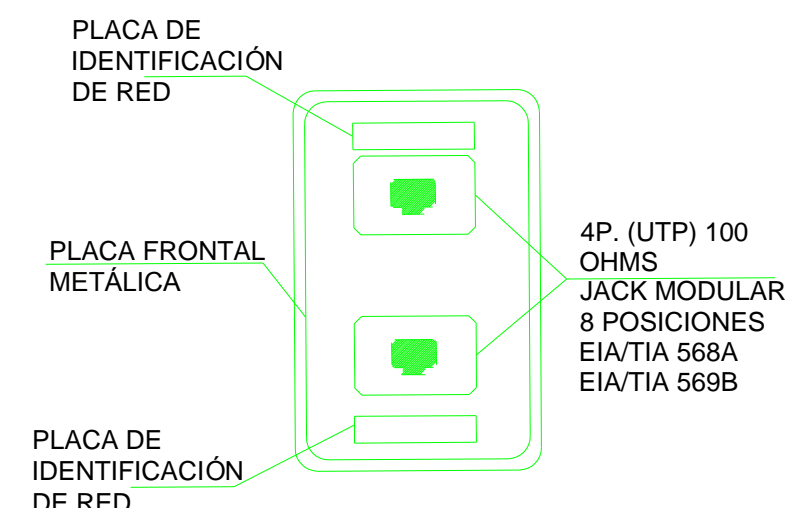 PLACA DE
IDENTIFICACIÓN
DE RED
PLACA FRONTAL
METÁLICA
4P. (UTP) 100
OHMS
JACK MODULAR
8 POSICIONES
EIA/TIA 568A
EIA/TIA 569B
PLACA DE
IDENTIFICACIÓN
DE RED